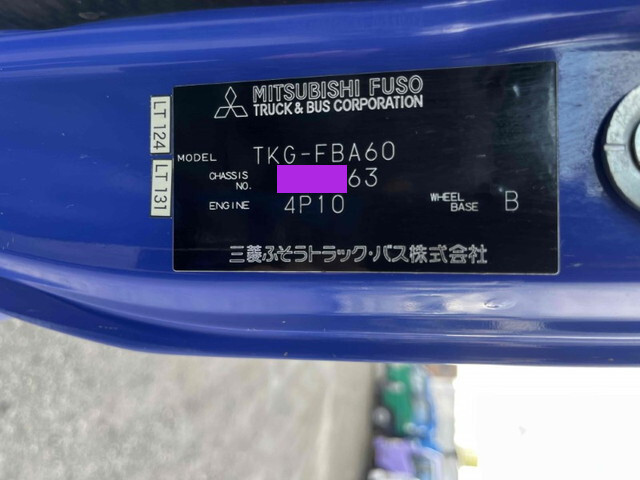 MITSUBISHI FUSO
TRUCK & BUS CORPORATION
LT 124
LT 131
MODEL TKG-FBA60
CHASSIS NO. 63
ENGINE 4P10 WHEEL BASE B
三菱ふそうトラック・バス株式会社